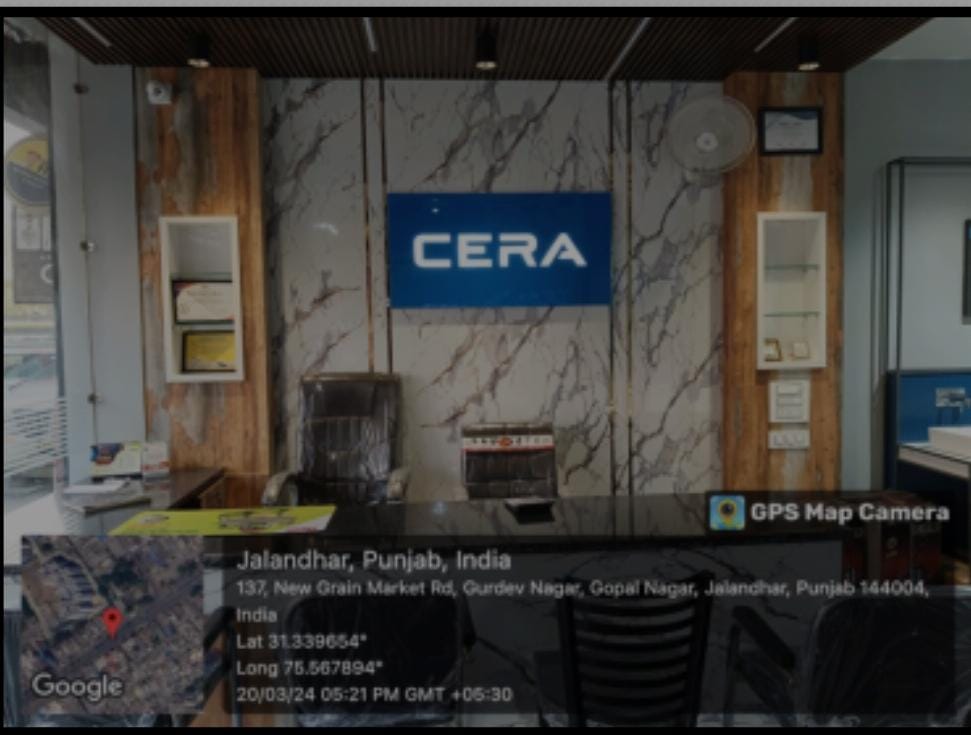 CERA
GPS Map Camera
Jalandhar, Punjab, India
137, New Grain Market Rd, Gurdev Nagar, Gopal Nagar, Jalandhar, Punjab 144004,
India
Lat 31.339654°
Long 75.567894°
20/03/24 05:21 PM GMT +05:30
Google